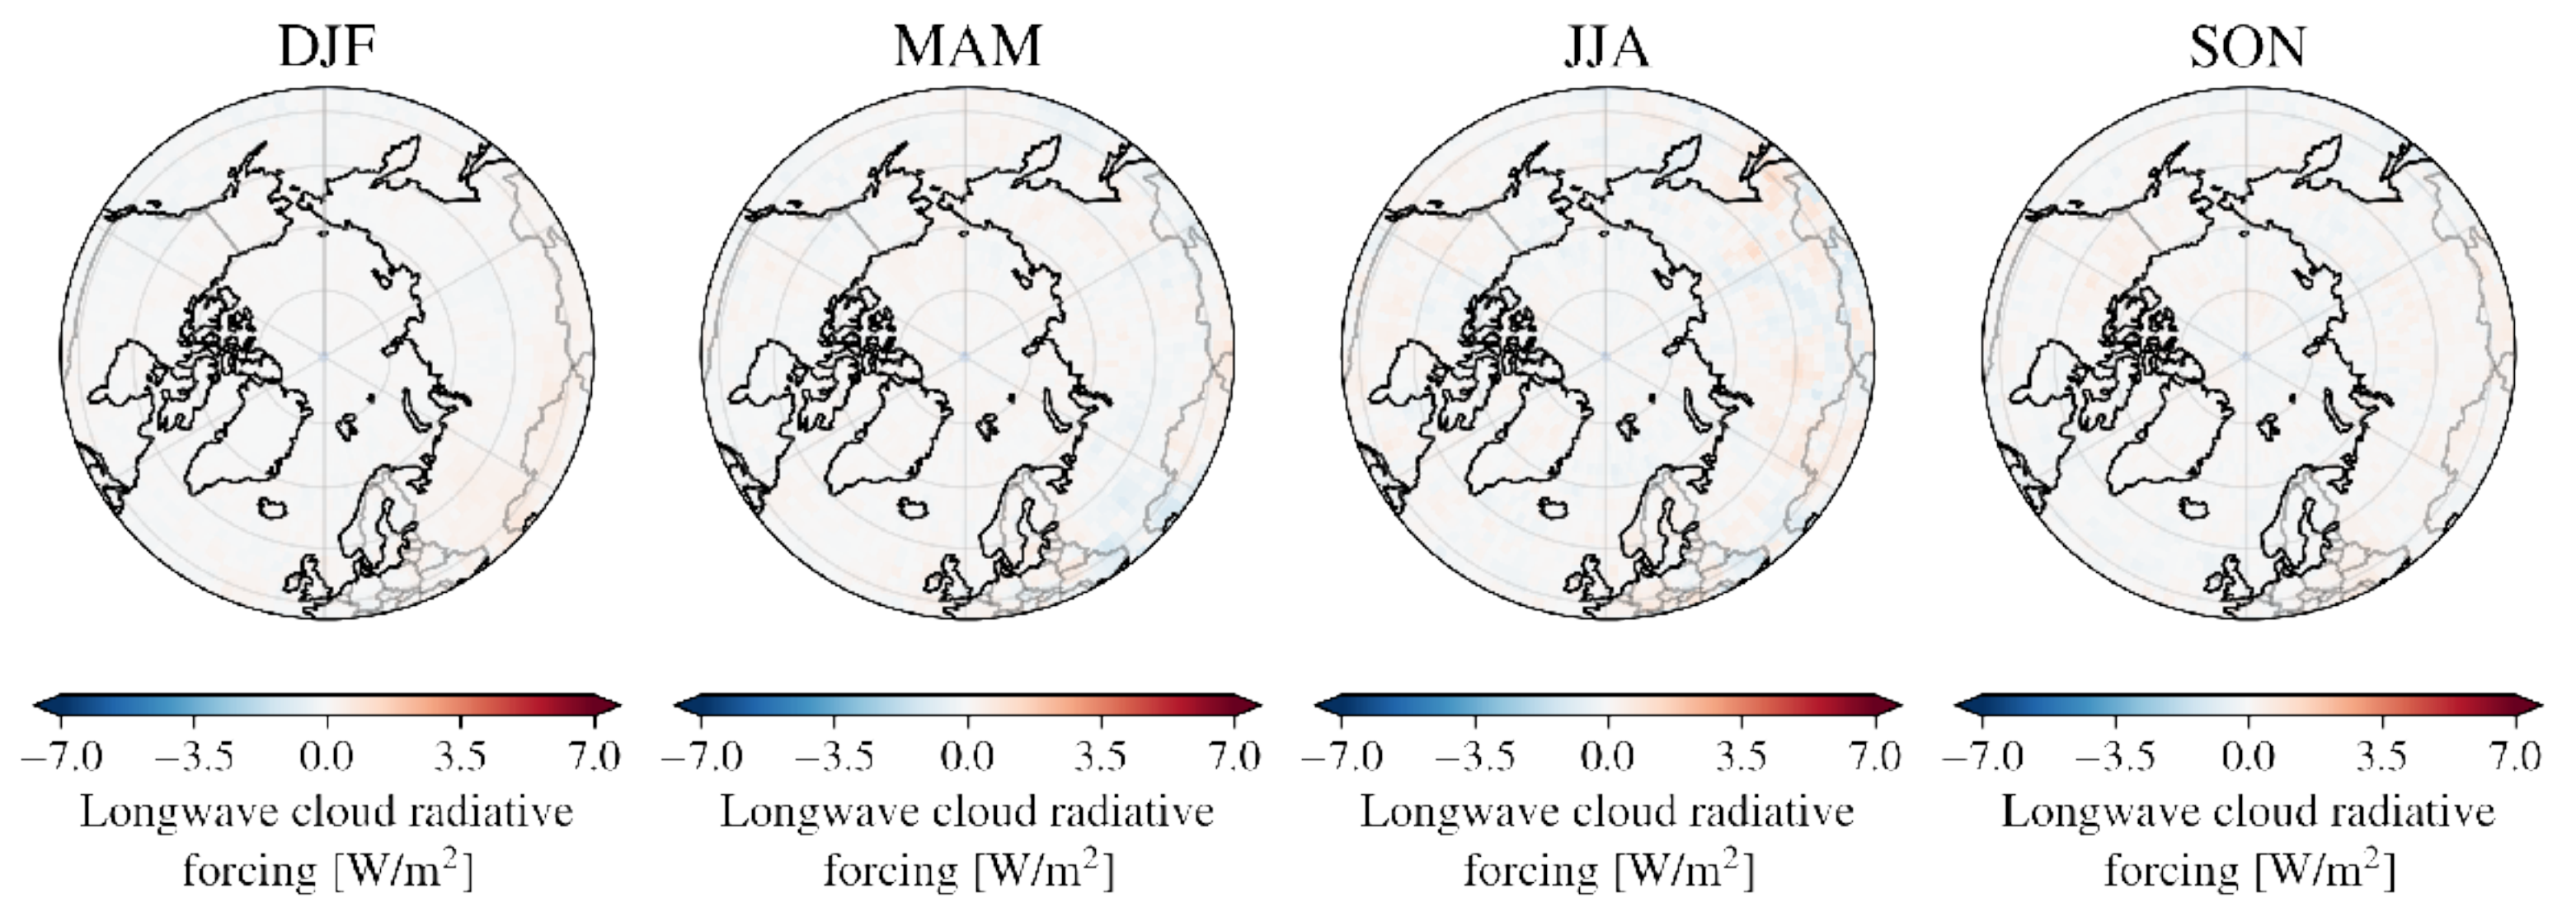 DJF MAM JJA SON
−7.0 −3.5 0.0 3.5 7.0 −7.0 −3.5 0.0 3.5 7.0 −7.0 −3.5 0.0 3.5 7.0 −7.0 −3.5 0.0 3.5 7.0
Longwave cloud radiative Longwave cloud radiative Longwave cloud radiative Longwave cloud radiative
forcing [W/m²] forcing [W/m²] forcing [W/m²] forcing [W/m²]